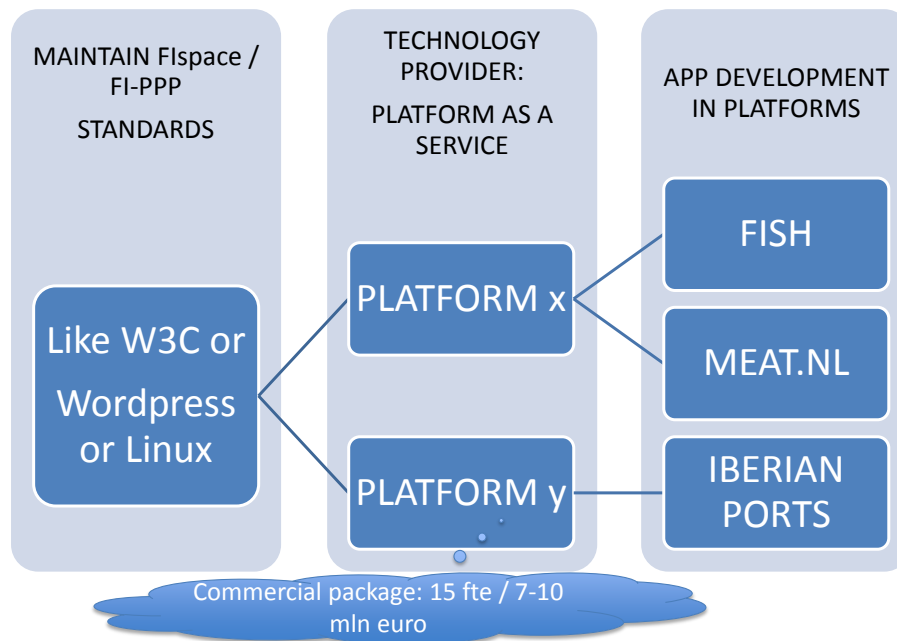 MAINTAIN FIspace /
FI-PPP
STANDARDS
Like W3C or
Wordpress
or Linux
TECHNOLOGY
PROVIDER:
PLATFORM AS A
SERVICE
PLATFORM x
PLATFORM y
APP DEVELOPMENT
IN PLATFORMS
FISH
MEAT.NL
IBERIAN
PORTS
Commercial package: 15 fte / 7-10
mln euro